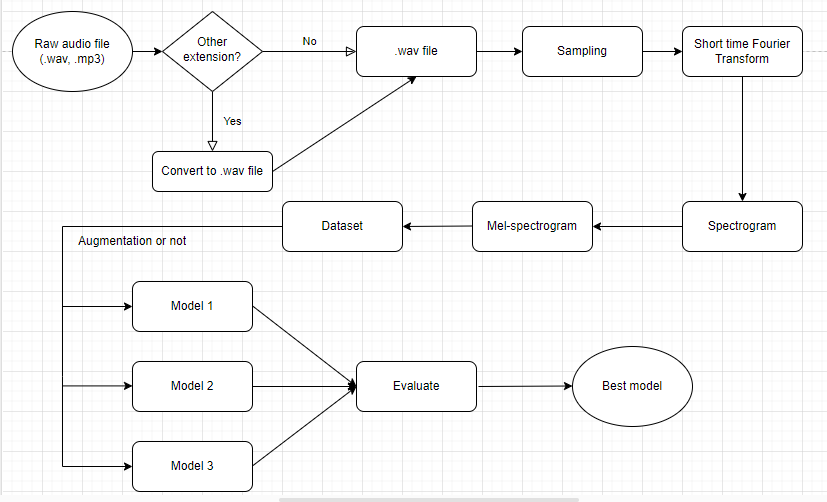 Raw audio file
(.wav, .mp3)
Other
extension?
No
.wav file
Sampling
Short time Fourier
Transform
Yes
Convert to .wav file
Spectrogram
Mel-spectrogram
Dataset
Augmentation or not
Model 1
Model 2
Model 3
Evaluate
Best model